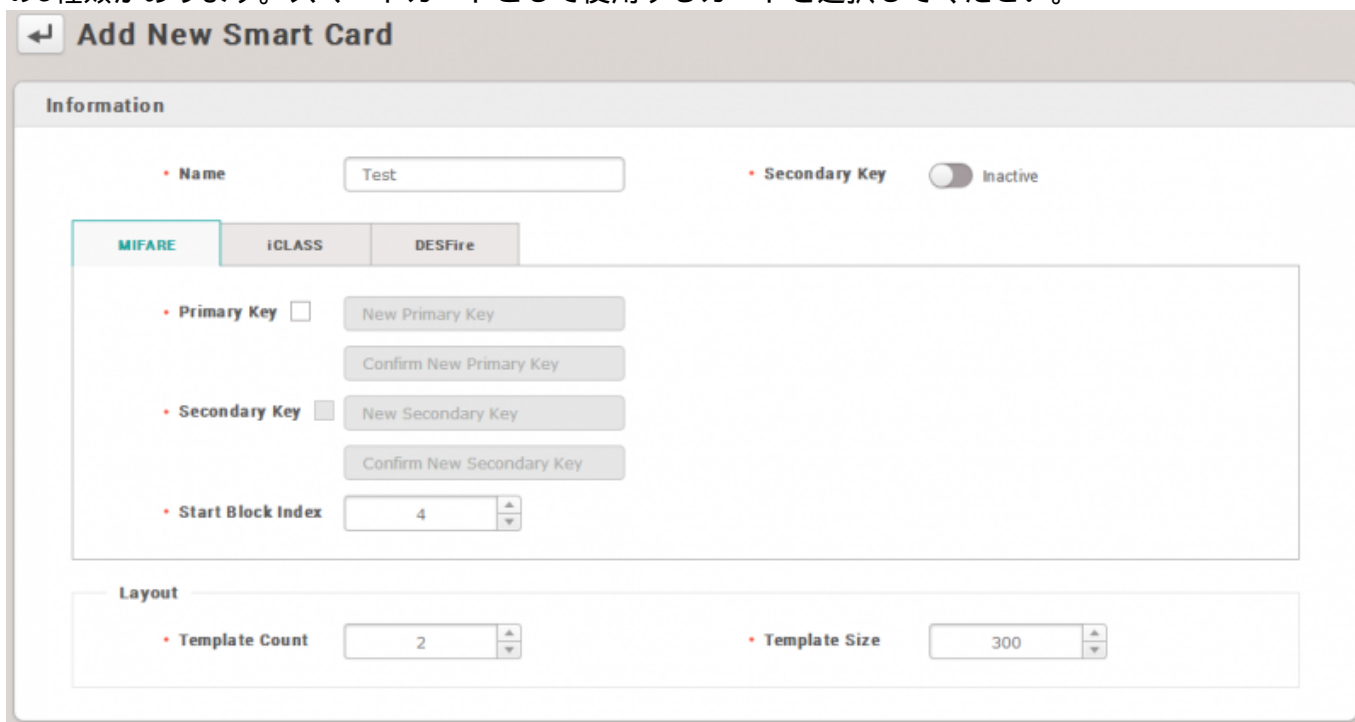 Add New Smart Card
Information
• Name Test • Secondary Key Inactive
MIFARE iCLASS DESFire
• Primary Key New Primary Key
Confirm New Primary Key
• Secondary Key New Secondary Key
Confirm New Secondary Key
• Start Block Index 4
Layout
• Template Count 2 • Template Size 300